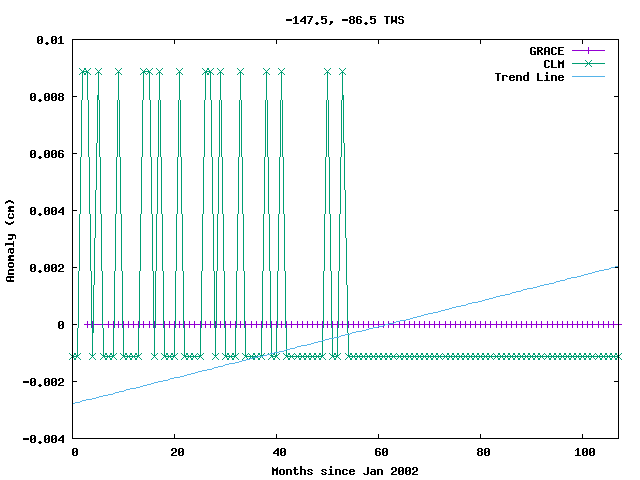 -147.5, -86.5 TWS
0.01
0.008
0.006
0.004
0.002
0
-0.002
-0.004
Anomaly (cm)
GRACE
CLM
Trend Line
0 20 40 60 80 100
Months since Jan 2002